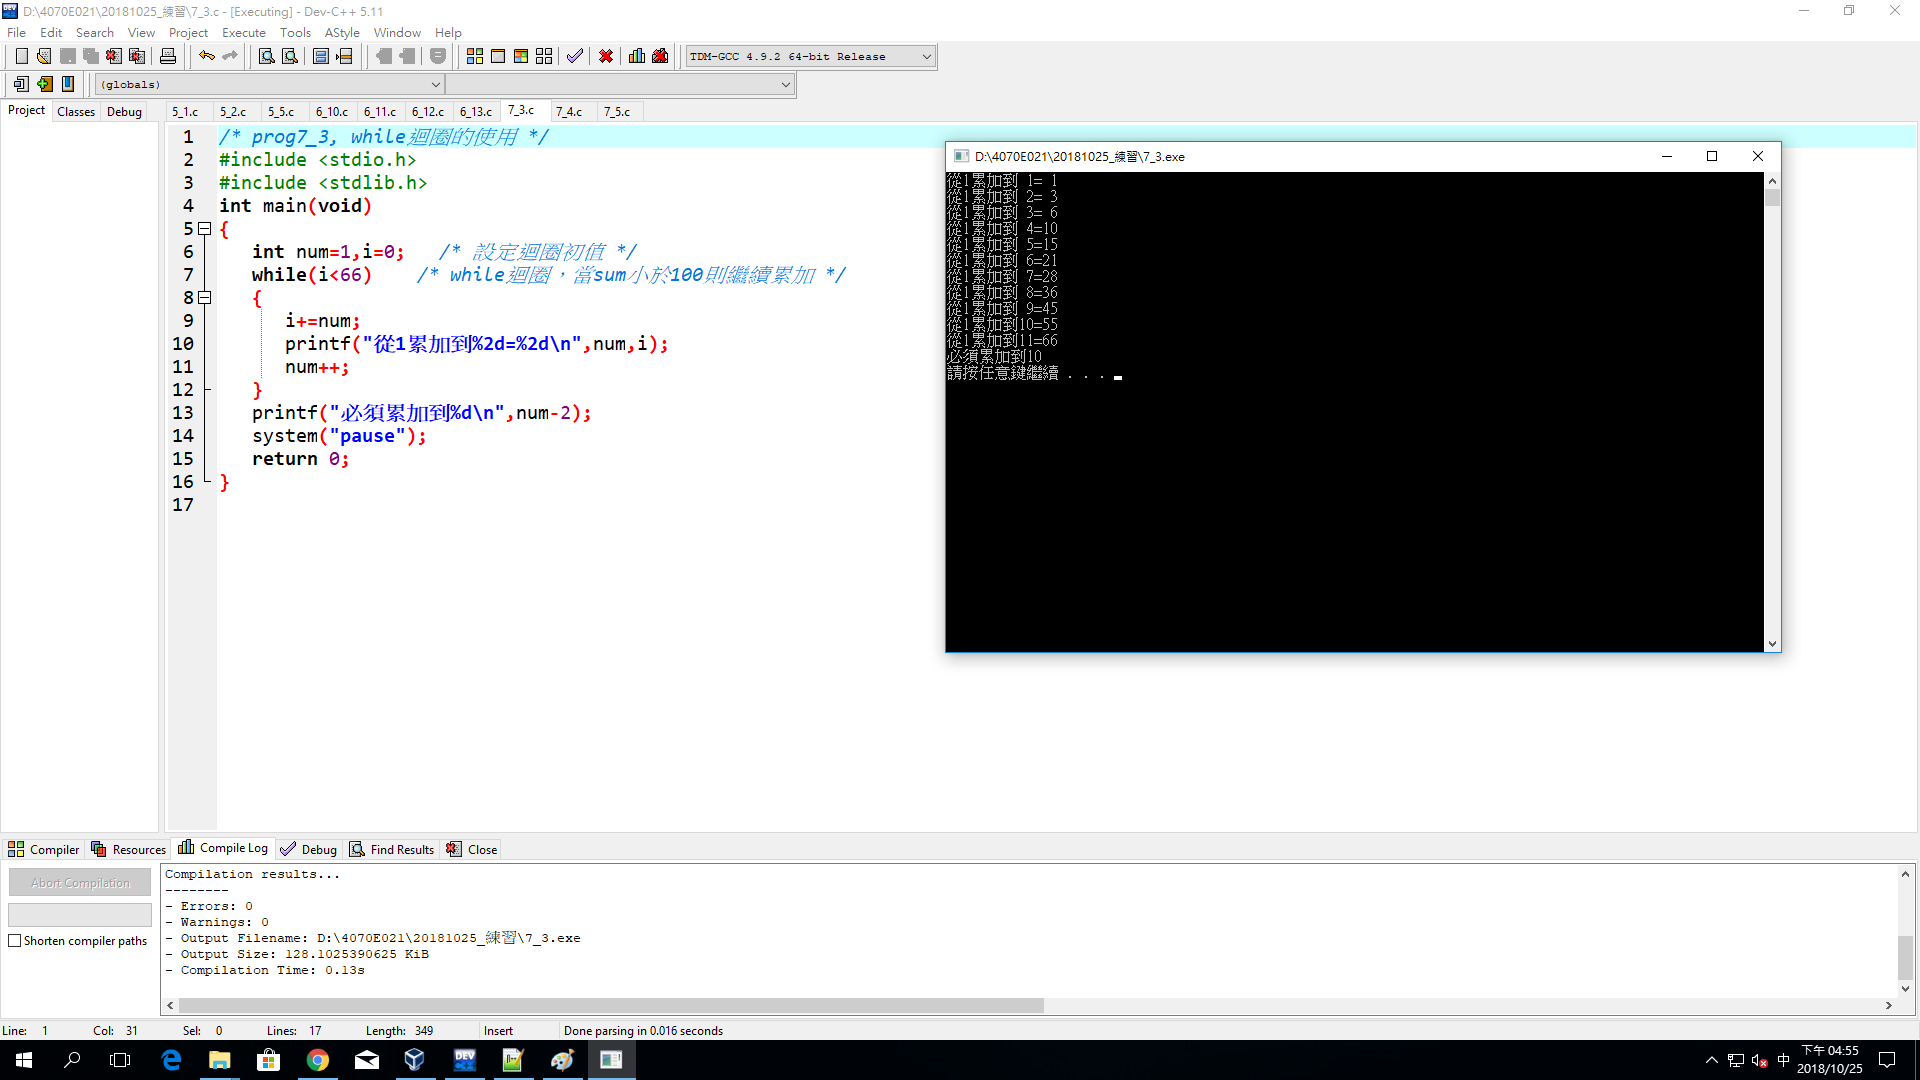 D:\4070E021\20181025_練習\7_3.c - [Executing] - Dev-C++ 5.11
File Edit Search View Project Execute Tools AStyle Window Help
TDM-GCC 4.9.2 64-bit Release
(globals)
Project Classes Debug
5_1.c 5_2.c 5_5.c 6_10.c 6_11.c 6_12.c 6_13.c 7_3.c 7_4.c 7_5.c
1 /* prog7_3, while迴圈的使用 */
2 #include <stdio.h>
3 #include <stdlib.h>
4 int main(void)
5 {
6 int num=1,i=0; /* 設定迴圈初值 */
7 while(i<66) /* while迴圈，當sum小於100則繼續累加 */
8 {
9 i+=num;
10 printf("從1累加到%2d=%2d\n",num,i);
11 num++;
12 }
13 printf("必須累加到%d\n",num-2);
14 system("pause");
15 return 0;
16 }
17
D:\4070E021\20181025_練習\7_3.exe
從1累加到 1= 1
從1累加到 2= 3
從1累加到 3= 6
從1累加到 4=10
從1累加到 5=15
從1累加到 6=21
從1累加到 7=28
從1累加到 8=36
從1累加到 9=45
從1累加到10=55
從1累加到11=66
必須累加到10
請按任意鍵繼續 . . .
Compiler Resources Compile Log Debug Find Results Close
Abort Compilation
Shorten compiler paths
Compilation results...
--------
- Errors: 0
- Warnings: 0
- Output Filename: D:\4070E021\20181025_練習\7_3.exe
- Output Size: 128.1025390625 KiB
- Compilation Time: 0.13s
Line: 1 Col: 31 Sel: 0 Lines: 17 Length: 349 Insert Done parsing in 0.016 seconds
DEV C++
中
下午 04:55
2018/10/25